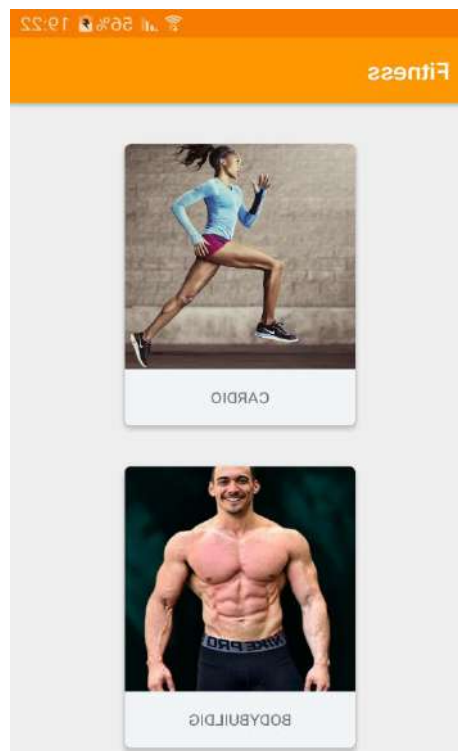 56% 19:22
Fitness
CARDIO
NIKE PRO
BODYBUILDIG